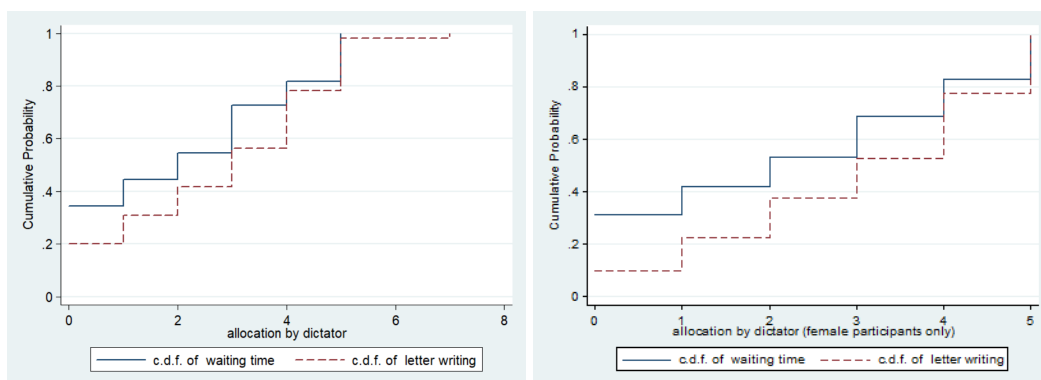 Cumulative Probability
1
.8
.6
.4
.2
0
0 2 4 6 8
allocation by dictator
c.d.f. of waiting time c.d.f. of letter writing
Cumulative Probability
1
.8
.6
.4
.2
0
0 1 2 3 4 5
allocation by dictator (female participants only)
c.d.f. of waiting time c.d.f. of letter writing